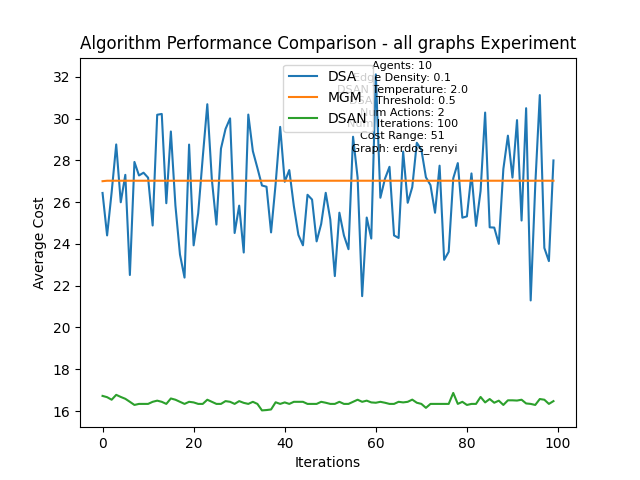 Algorithm Performance Comparison - all graphs Experiment
Agents: 10
Edge Density: 0.1
DSAN Temperature: 2.0
DSA Threshold: 0.5
Num Actions: 2
Num Iterations: 100
Cost Range: 51
Graph: erdos_renyi
DSA
MGM
DSAN
Average Cost
32
30
28
26
24
22
20
18
16
0
20
40
60
80
100
Iterations